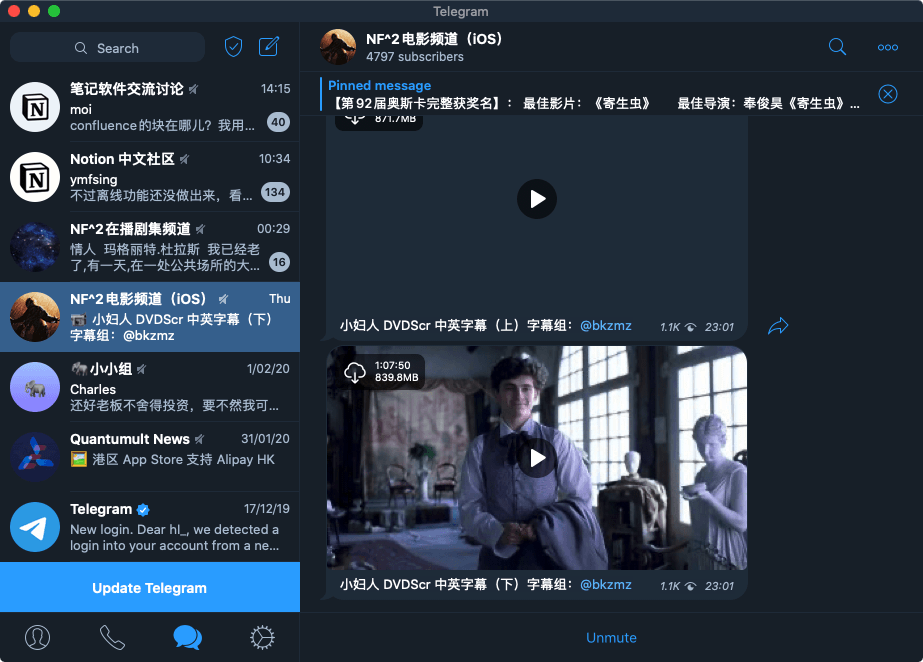 Telegram
Search
笔记软件交流讨论
14:15
moi
confluence的块在哪儿？我用...
40
Notion 中文社区
10:34
ymfsing
不过离线功能还没做出来，看...
134
NF^2在播剧集频道
00:29
情人 玛格丽特.杜拉斯 我已经老
了,有一天,在一处公共场所的大...
16
NF^2电影频道（iOS）
Thu
小妇人 DVDScr 中英字幕（下）
字幕组：@bkzmz
小小组
1/02/20
Charles
还好老板不舍得投资，要不然我可...
Quantumult News
31/01/20
港区 App Store 支持 Alipay HK
Telegram
17/12/19
New login. Dear hl_, we detected a
login into your account from a ne...
Update Telegram
NF^2电影频道（iOS）
4797 subscribers
Pinned message
【第92届奥斯卡完整获奖名】： 最佳影片：《寄生虫》 最佳导演：奉俊昊《寄生虫》...
871.7MB
小妇人 DVDScr 中英字幕（上）字幕组：@bkzmz
1.1K 23:01
1:07:50
839.8MB
小妇人 DVDScr 中英字幕（下）字幕组：@bkzmz
1.1K 23:01
Unmute